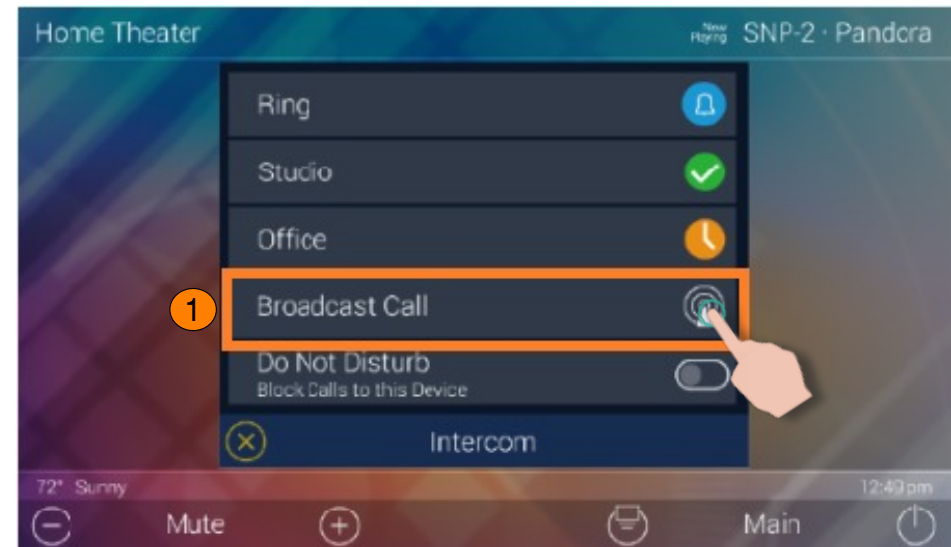 Home Theater
Now Playing SNP-2 · Pandora
Ring
Studio
Office
1
Broadcast Call
Do Not Disturb
Block Calls to this Device
Intercom
72° Sunny
12:49 pm
Mute
Main